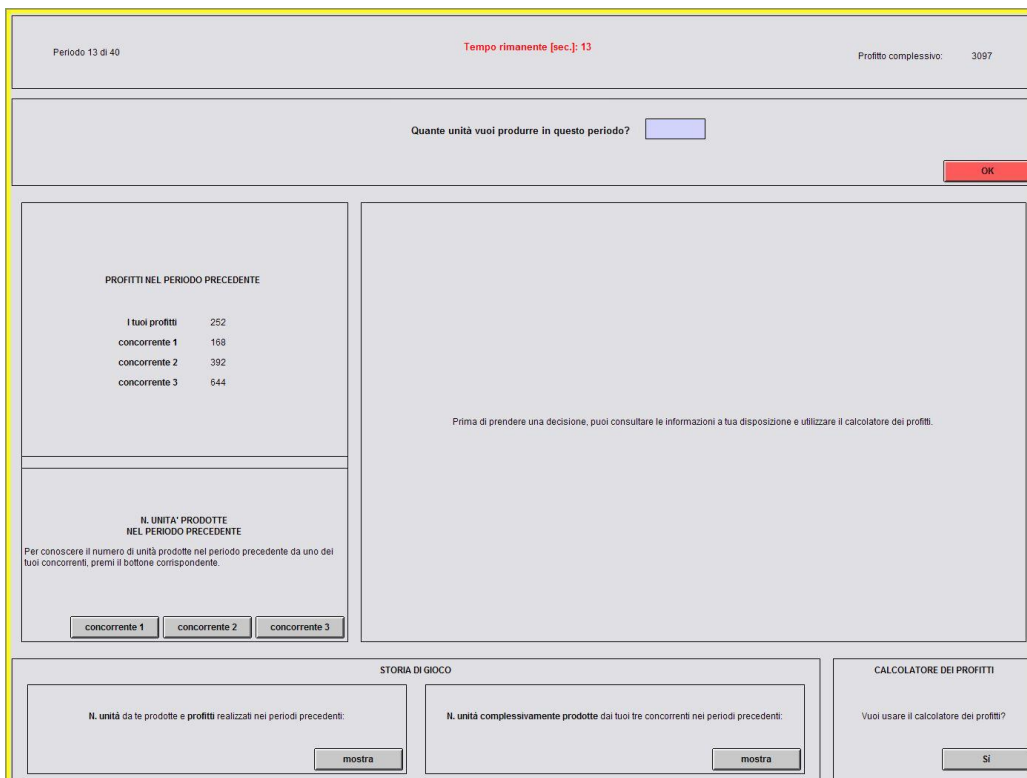 Periodo 13 di 40
Tempo rimanente [sec.]: 13
Profitto complessivo: 3097
Quante unità vuoi produrre in questo periodo?
OK
PROFITTI NEL PERIODO PRECEDENTE
I tuoi profitti 252
concorrente 1 168
concorrente 2 392
concorrente 3 644
Prima di prendere una decisione, puoi consultare le informazioni a tua disposizione e utilizzare il calcolatore dei profitti.
N. UNITA' PRODOTTE
NEL PERIODO PRECEDENTE
Per conoscere il numero di unità prodotte nel periodo precedente da uno dei
tuoi concorrenti, premi il bottone corrispondente.
concorrente 1 concorrente 2 concorrente 3
STORIA DI GIOCO
N. unità da te prodotte e profitti realizzati nei periodi precedenti:
mostra
N. unità complessivamente prodotte dai tuoi tre concorrenti nei periodi precedenti:
mostra
CALCOLATORE DEI PROFITTI
Vuoi usare il calcolatore dei profitti?
Sì